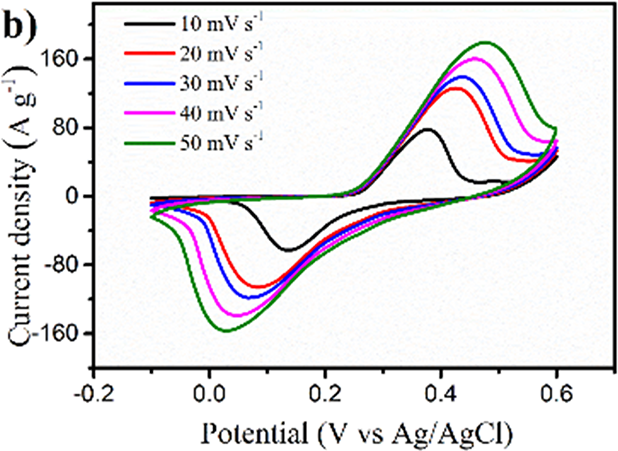 b)
10 mV s⁻¹
20 mV s⁻¹
30 mV s⁻¹
40 mV s⁻¹
50 mV s⁻¹
Current density (A g⁻¹)
160
80
0
-80
-160
-0.2 0.0 0.2 0.4 0.6
Potential (V vs Ag/AgCl)